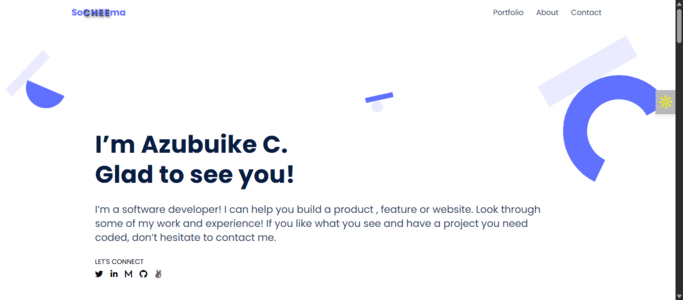 SoCHEEma
Portfolio About Contact
I'm Azubuike C.
Glad to see you!
I'm a software developer! I can help you build a product , feature or website. Look through
some of my work and experience! If you like what you see and have a project you need
coded, don't hesitate to contact me.
LET'S CONNECT